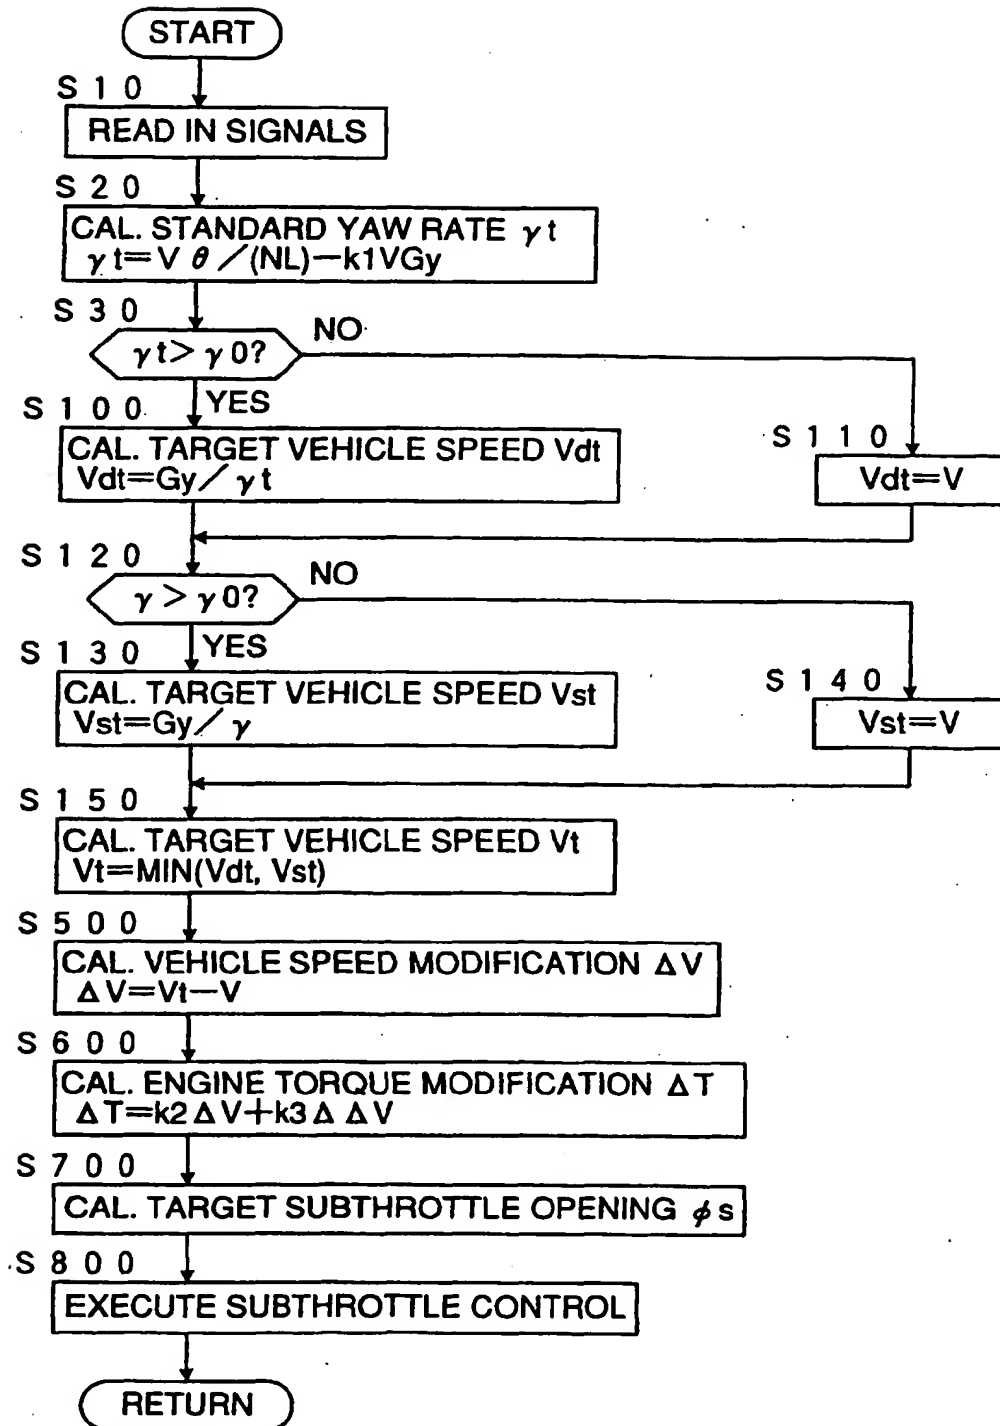 START
S10
READ IN SIGNALS
S20
CAL. STANDARD YAW RATE γt
γt=Vθ/(NL)−k1VGy
S30
γt>γ0?
NO
YES
S100
CAL. TARGET VEHICLE SPEED Vdt
Vdt=Gy/γt
S110
Vdt=V
S120
γ>γ0?
NO
YES
S130
CAL. TARGET VEHICLE SPEED Vst
Vst=Gy/γ
S140
Vst=V
S150
CAL. TARGET VEHICLE SPEED Vt
Vt=MIN(Vdt, Vst)
S500
CAL. VEHICLE SPEED MODIFICATION ΔV
ΔV=Vt−V
S600
CAL. ENGINE TORQUE MODIFICATION ΔT
ΔT=k2ΔV+k3ΔΔV
S700
CAL. TARGET SUBTHROTTLE OPENING φs
S800
EXECUTE SUBTHROTTLE CONTROL
RETURN